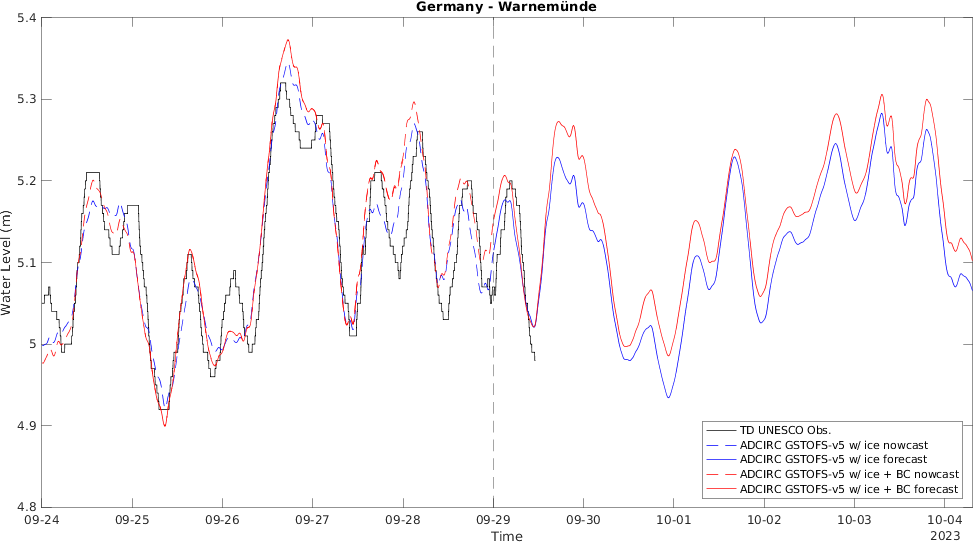 Germany - Warnemünde
5.4
5.3
5.2
5.1
5
4.9
4.8
Water Level (m)
TD UNESCO Obs.
ADCIRC GSTOFS-v5 w/ ice nowcast
ADCIRC GSTOFS-v5 w/ ice forecast
ADCIRC GSTOFS-v5 w/ ice + BC nowcast
ADCIRC GSTOFS-v5 w/ ice + BC forecast
09-24 09-25 09-26 09-27 09-28 09-29 09-30 10-01 10-02 10-03 10-04
Time
2023